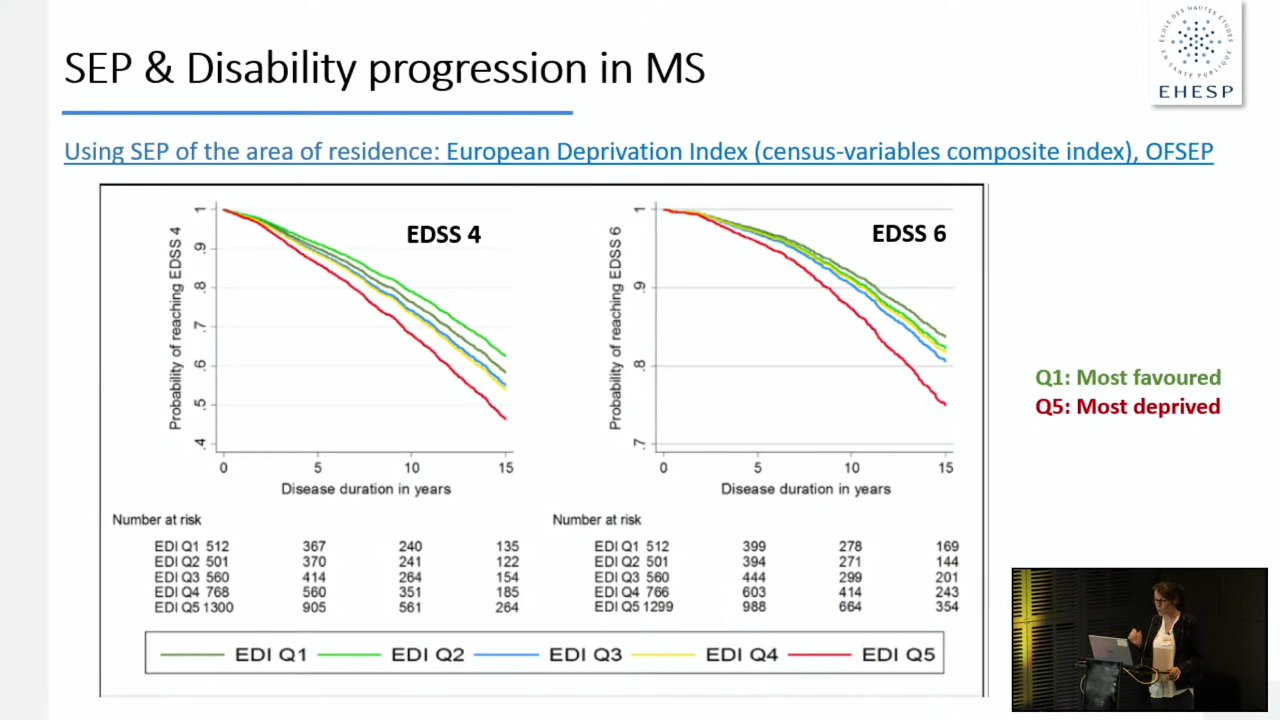 SEP & Disability progression in MS
ÉCOLE DES HAUTES ÉTUDES
EN SANTÉ PUBLIQUE
EHESP
Using SEP of the area of residence: European Deprivation Index (census-variables composite index), OFSEP
EDSS 4
Probability of reaching EDSS 4
1
.9
.8
.7
.6
.5
.4
0 5 10 15
Disease duration in years
Number at risk
EDI Q1 512 367 240 135
EDI Q2 501 370 241 122
EDI Q3 560 414 264 154
EDI Q4 768 560 351 185
EDI Q5 1300 905 561 264
EDSS 6
Probability of reaching EDSS 6
1
.9
.8
.7
0 5 10 15
Disease duration in years
Number at risk
EDI Q1 512 399 278 169
EDI Q2 501 394 271 144
EDI Q3 560 444 299 201
EDI Q4 766 603 414 243
EDI Q5 1299 988 664 354
EDI Q1 EDI Q2 EDI Q3 EDI Q4 EDI Q5
Q1: Most favoured
Q5: Most deprived